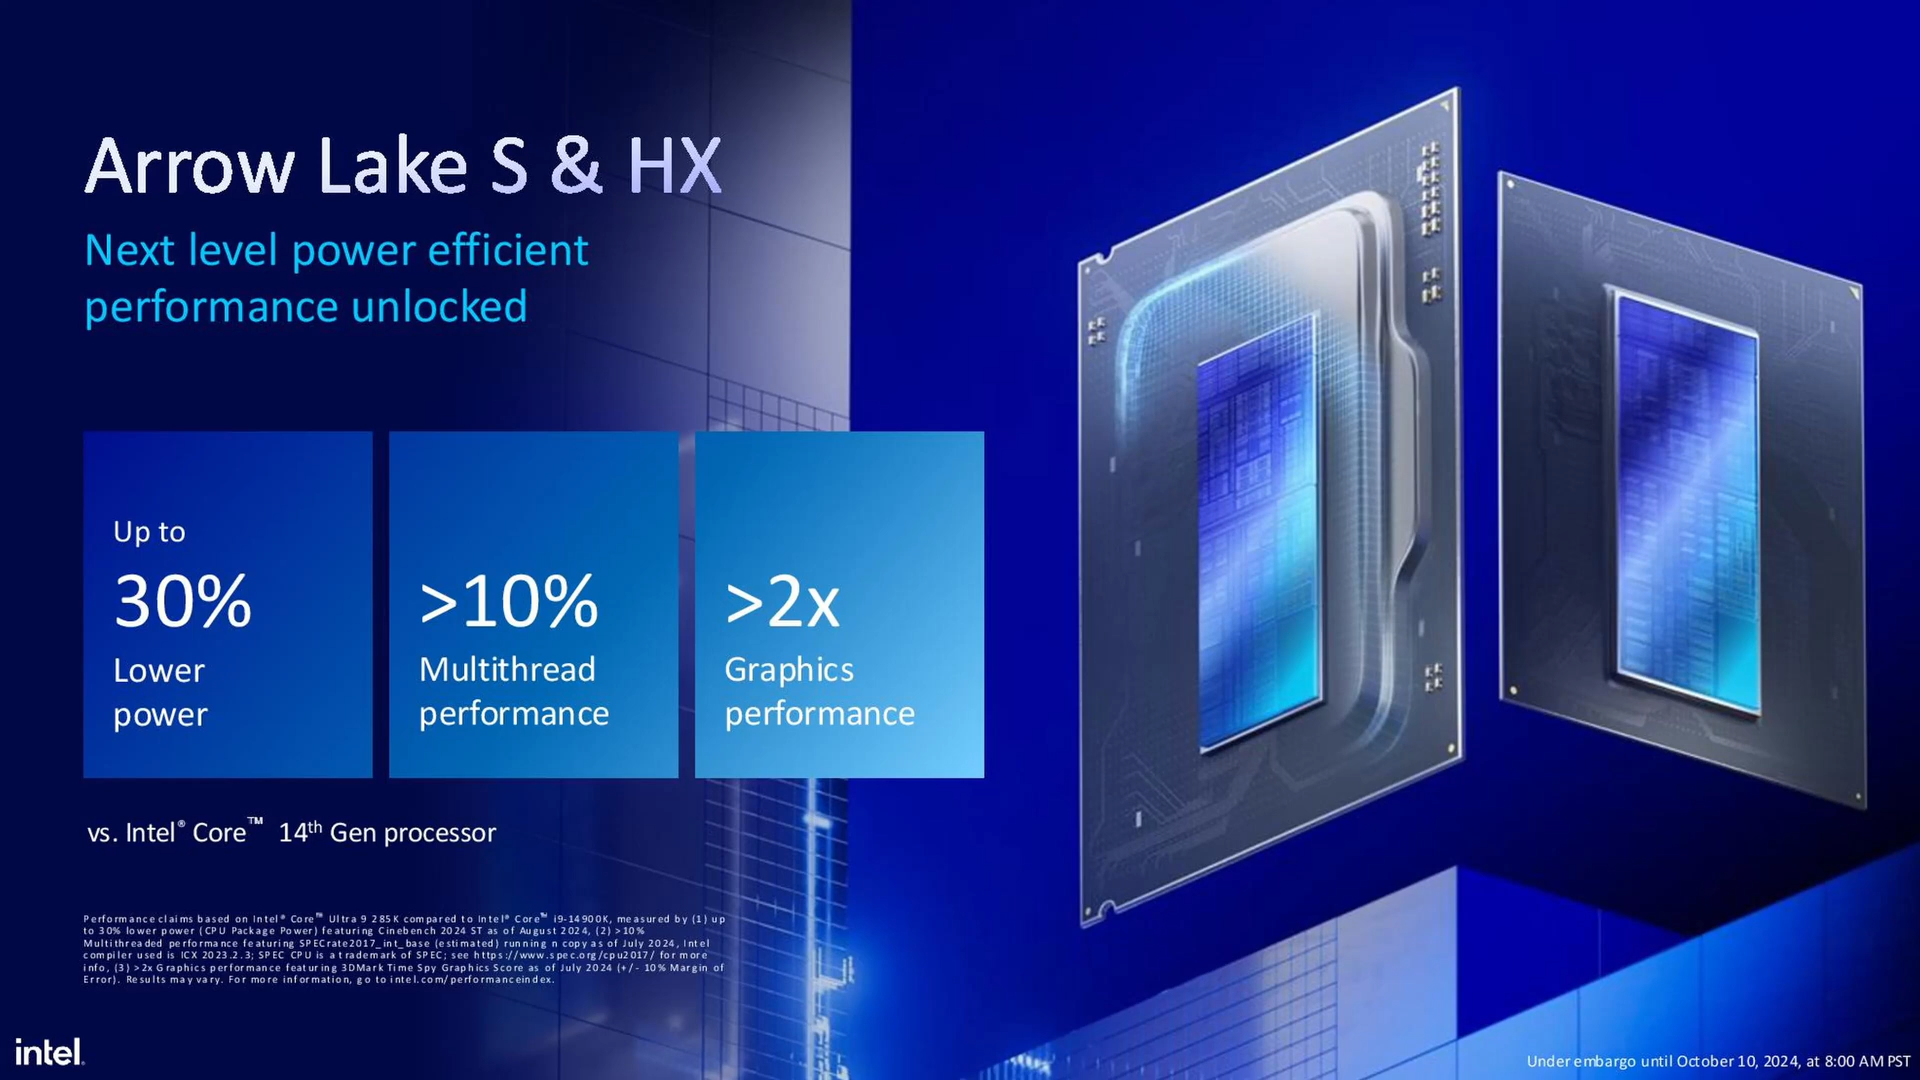 Arrow Lake S & HX
Next level power efficient
performance unlocked
Up to
30%
Lower
power
>10%
Multithread
performance
>2x
Graphics
performance
vs. Intel® Core™ 14th Gen processor
Performance claims based on Intel® Core™ Ultra 9 285K compared to Intel® Core™ i9-14900K, measured by (1) up
to 30% lower power (CPU Package Power) featuring Cinebench 2024 ST as of August 2024, (2) >10%
Multithreaded performance featuring SPECrate2017_int_base (estimated) running n copy as of July 2024, Intel
compiler used is ICX 2023.2.3; SPEC CPU is a trademark of SPEC; see https://www.spec.org/cpu2017/ for more
info, (3) >2x Graphics performance featuring 3DMark Time Spy Graphics Score as of July 2024 (+/- 10% Margin of
Error). Results may vary. For more information, go to intel.com/performanceindex.
intel.
Under embargo until October 10, 2024, at 8:00 AM PST